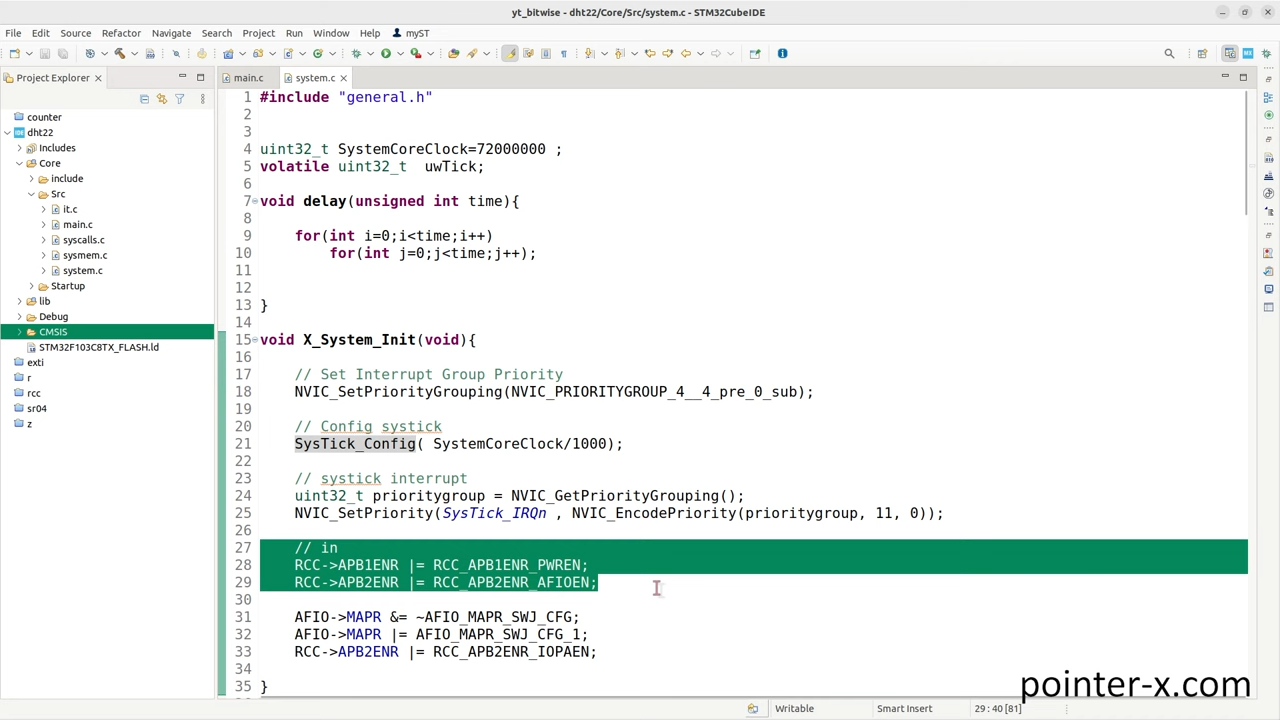 yt_bitwise - dht22/Core/Src/system.c - STM32CubeIDE
File Edit Source Refactor Navigate Search Project Run Window Help myST
Project Explorer
main.c
system.c
counter
dht22
Includes
Core
include
Src
it.c
main.c
syscalls.c
sysmem.c
system.c
Startup
lib
Debug
CMSIS
STM32F103C8TX_FLASH.ld
exti
r
rcc
sr04
z
1 #include "general.h"
2
3
4 uint32_t SystemCoreClock=72000000 ;
5 volatile uint32_t  uwTick;
6
7 void delay(unsigned int time){
8
9     for(int i=0;i<time;i++)
10         for(int j=0;j<time;j++);
11
12
13 }
14
15 void X_System_Init(void){
16
17     // Set Interrupt Group Priority
18     NVIC_SetPriorityGrouping(NVIC_PRIORITYGROUP_4__4_pre_0_sub);
19
20     // Config systick
21     SysTick_Config( SystemCoreClock/1000);
22
23     // systick interrupt
24     uint32_t prioritygroup = NVIC_GetPriorityGrouping();
25     NVIC_SetPriority(SysTick_IRQn , NVIC_EncodePriority(prioritygroup, 11, 0));
26
27     // in
28     RCC->APB1ENR |= RCC_APB1ENR_PWREN;
29     RCC->APB2ENR |= RCC_APB2ENR_AFIOEN;
30
31     AFIO->MAPR &= ~AFIO_MAPR_SWJ_CFG;
32     AFIO->MAPR |= AFIO_MAPR_SWJ_CFG_1;
33     RCC->APB2ENR |= RCC_APB2ENR_IOPAEN;
34
35 }
pointer-x.com
Writable
Smart Insert
29 : 40 [81]